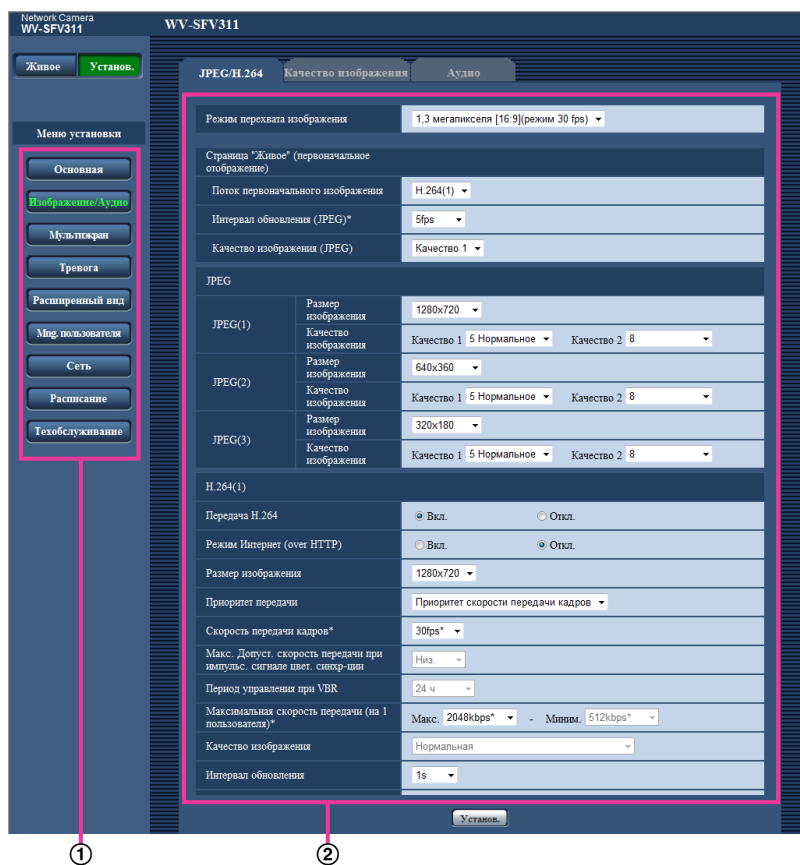 Network Camera
WV-SFV311
WV-SFV311
Живое
Установ.
Меню установки
Основная
Изображение/Аудио
Мультиэкран
Тревога
Расширенный вид
Mng. пользователя
Сеть
Расписание
Техобслуживание
JPEG/H.264
Качество изображения
Аудио
Режим перехвата изображения
1,3 мегапикселя [16:9](режим 30 fps)
Страница "Живое" (первоначальное
отображение)
Поток первоначального изображения
H.264(1)
Интервал обновления (JPEG)*
5fps
Качество изображения (JPEG)
Качество 1
JPEG
JPEG(1)
Размер
изображения
1280x720
Качество
изображения
Качество 1 5 Нормальное Качество 2 8
JPEG(2)
Размер
изображения
640x360
Качество
изображения
Качество 1 5 Нормальное Качество 2 8
JPEG(3)
Размер
изображения
320x180
Качество
изображения
Качество 1 5 Нормальное Качество 2 8
H.264(1)
Передача H.264
Вкл. Откл.
Режим Интернет (over HTTP)
Вкл. Откл.
Размер изображения
1280x720
Приоритет передачи
Приоритет скорости передачи кадров
Скорость передачи кадров*
30fps*
Макс. Допуст. скорость передачи при
импульс. сигнале цвет. синхр-ции
Низ.
Период управления при VBR
24 ч
Максимальная скорость передачи (на 1
пользователя)*
Макс. 2048kbps* - Миним. 512kbps*
Качество изображения
Нормальная
Интервал обновления
1s
Установ.
① ②